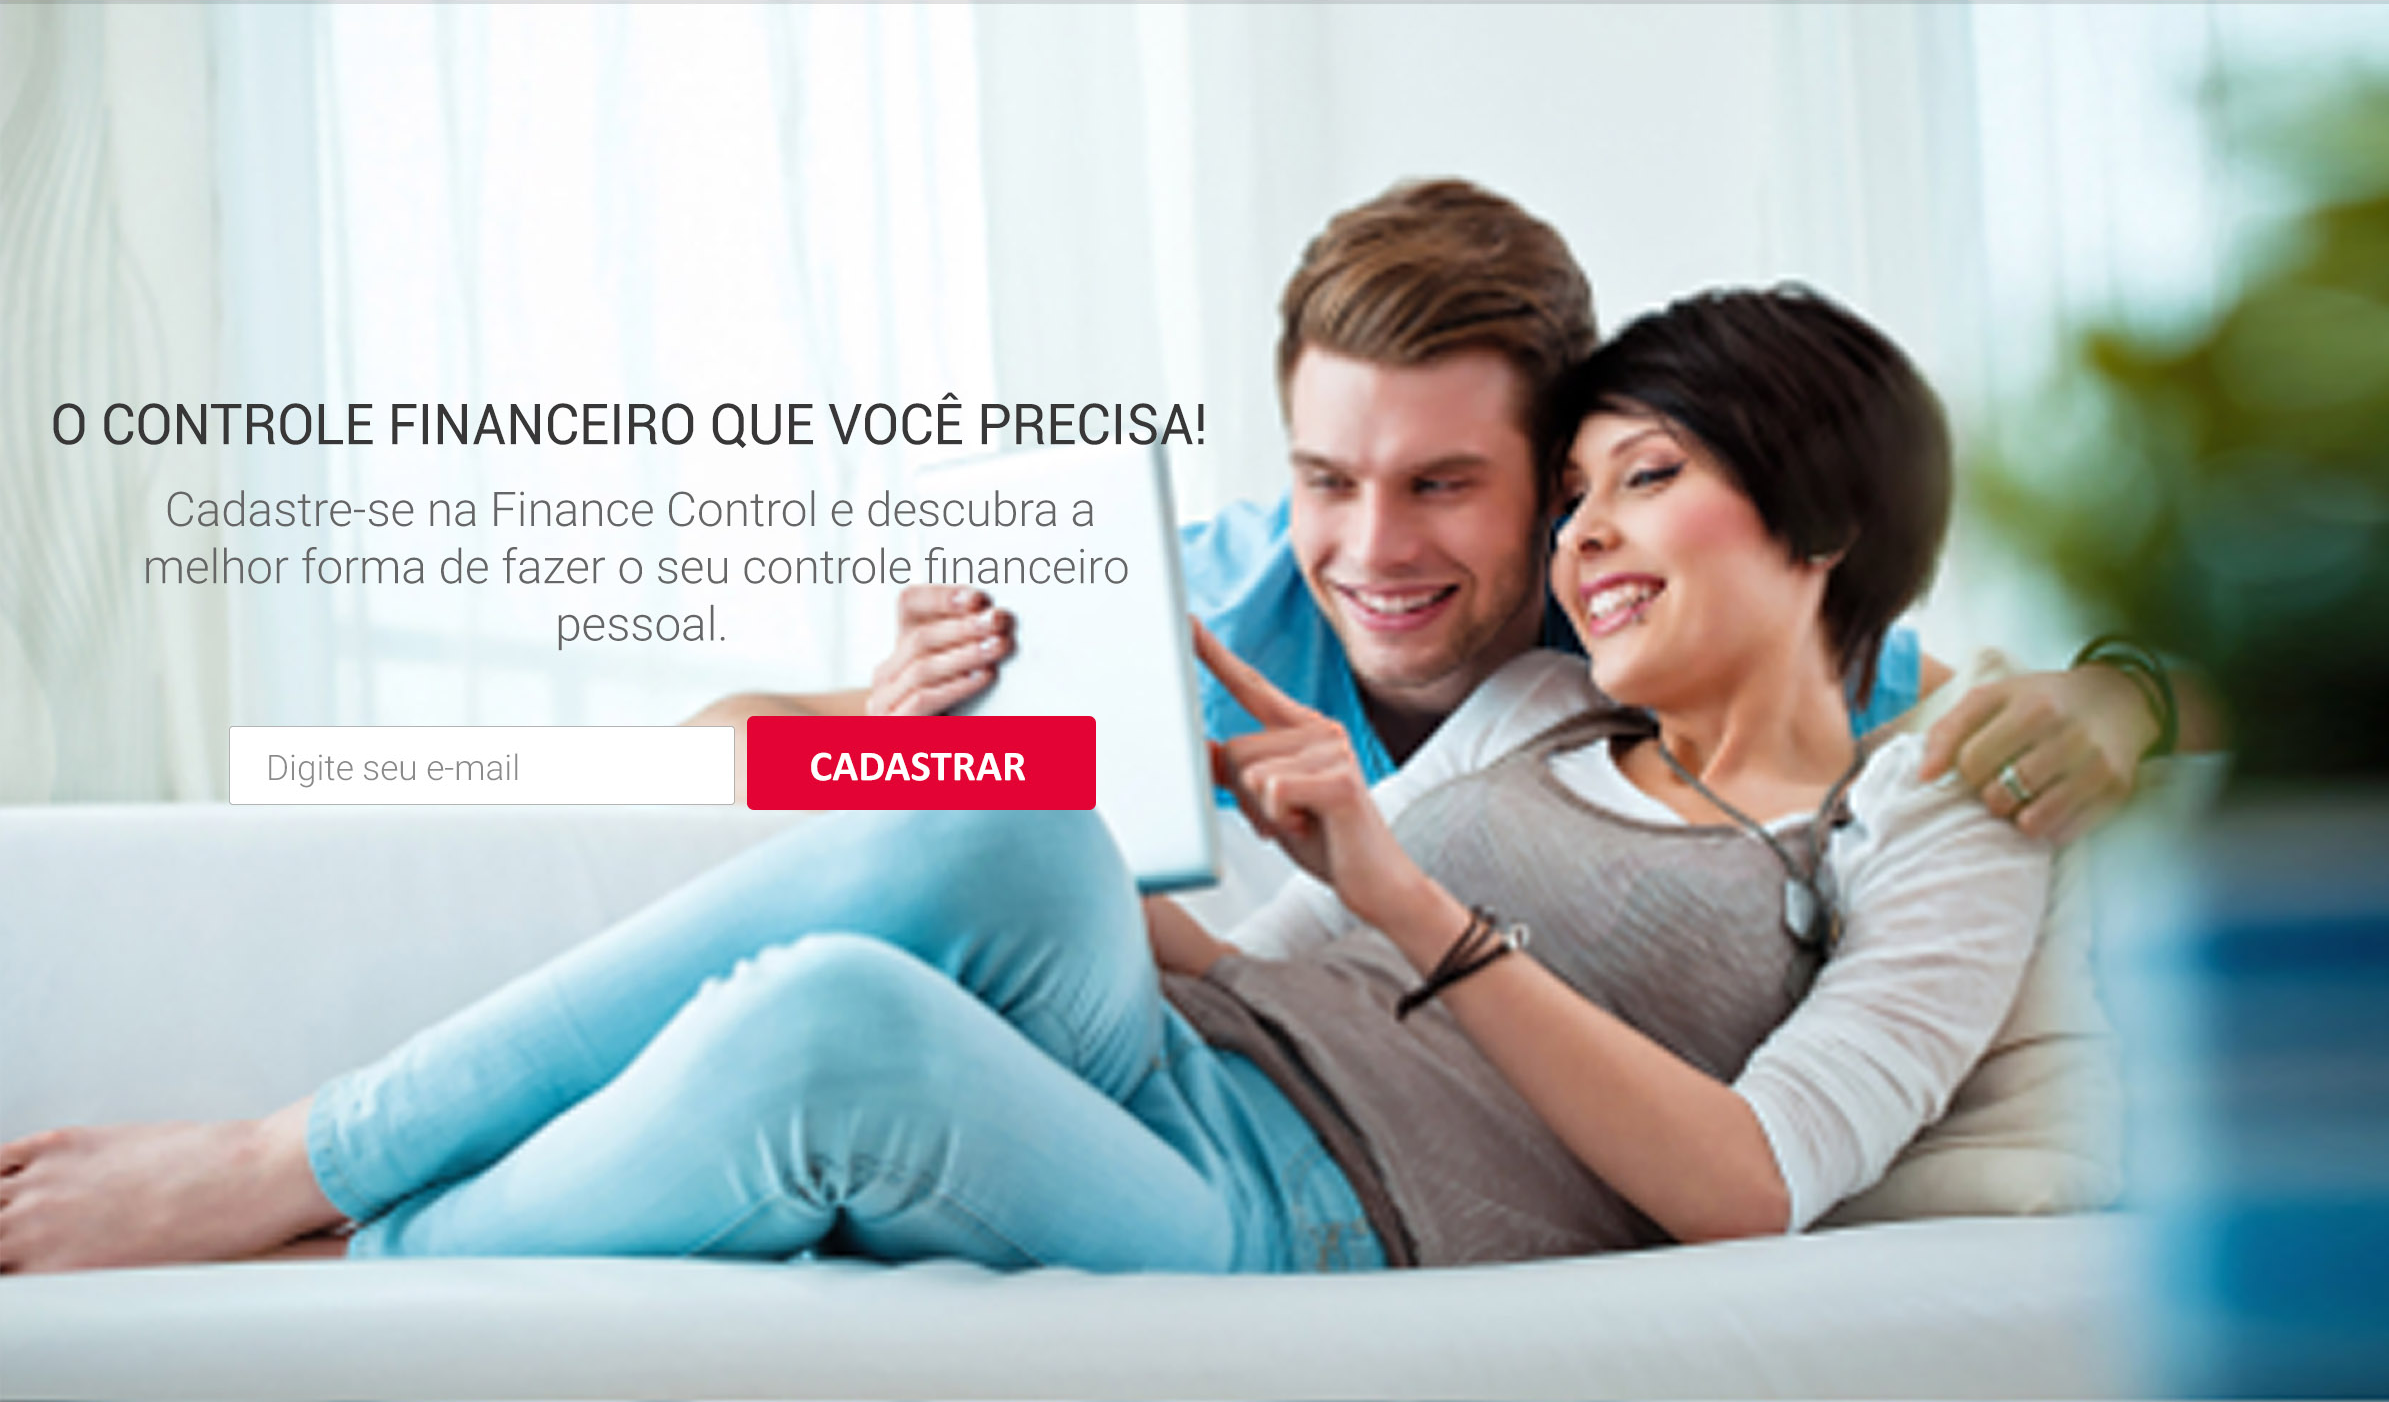 O CONTROLE FINANCEIRO QUE VOCÊ PRECISA!
Cadastre-se na Finance Control e descubra a
melhor forma de fazer o seu controle financeiro
pessoal.
Digite seu e-mail
CADASTRAR